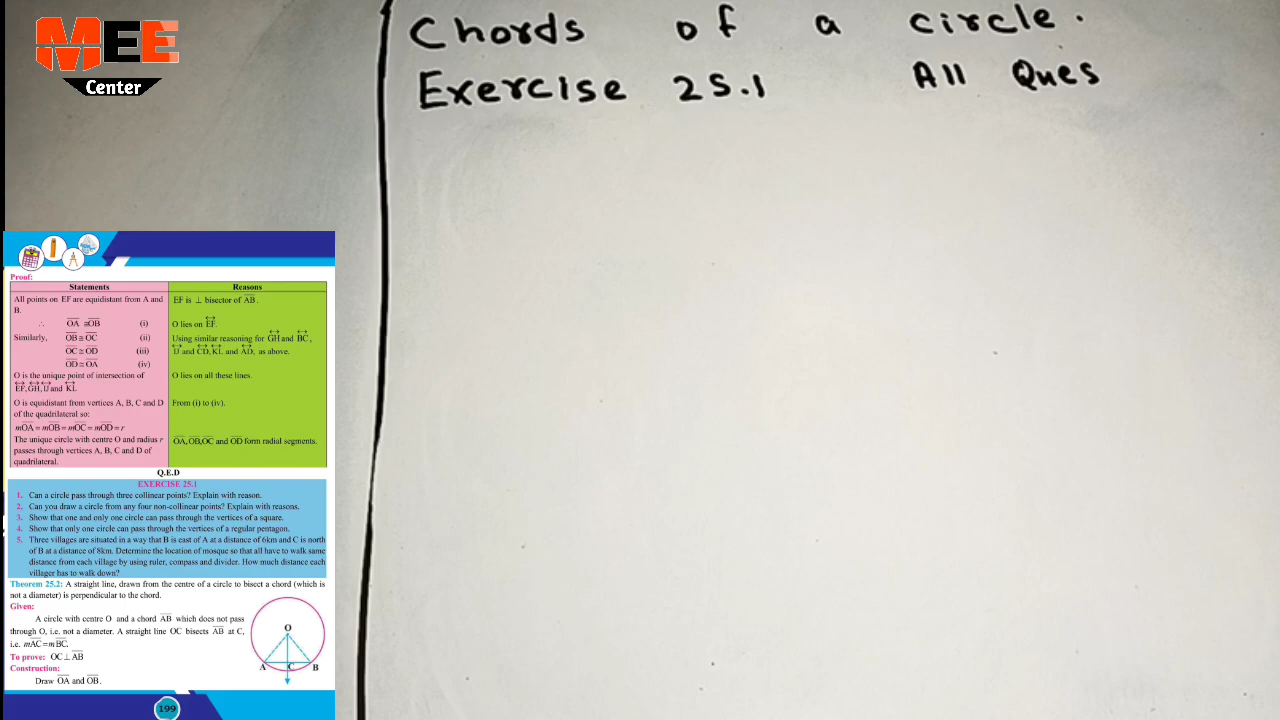 MEE
Center
Chords of a circle.
Exercise 25.1 All Ques
Proof:
Statements Reasons
All points on EF are equidistant from A and B. EF is ⊥ bisector of AB.
∴ OA ≅ OB (i) O lies on EF.
Similarly, OB ≅ OC (ii) Using similar reasoning for GH and BC,
OC ≅ OD (iii) IJ and CD, KL and AD, as above.
OD ≅ OA (iv)
O is the unique point of intersection of O lies on all these lines.
EF, GH, IJ and KL
O is equidistant from vertices A, B, C and D From (i) to (iv).
of the quadrilateral so:
mOA = mOB = mOC = mOD = r
The unique circle with centre O and radius r OA, OB, OC and OD form radial segments.
passes through vertices A, B, C and D of
quadrilateral.
Q.E.D
EXERCISE 25.1
1. Can a circle pass through three collinear points? Explain with reason.
2. Can you draw a circle from any four non-collinear points? Explain with reasons.
3. Show that one and only one circle can pass through the vertices of a square.
4. Show that only one circle can pass through the vertices of a regular pentagon.
5. Three villages are situated in a way that B is east of A at a distance of 6km and C is north
of B at a distance of 8km. Determine the location of mosque so that all have to walk same
distance from each village by using ruler, compass and divider. How much distance each
villager has to walk down?
Theorem 25.2: A straight line, drawn from the centre of a circle to bisect a chord (which is
not a diameter) is perpendicular to the chord.
Given:
A circle with centre O and a chord AB which does not pass
through O, i.e. not a diameter. A straight line OC bisects AB at C,
i.e. mAC = mBC.
To prove: OC ⊥ AB
Construction:
Draw OA and OB.
O
A C B
199